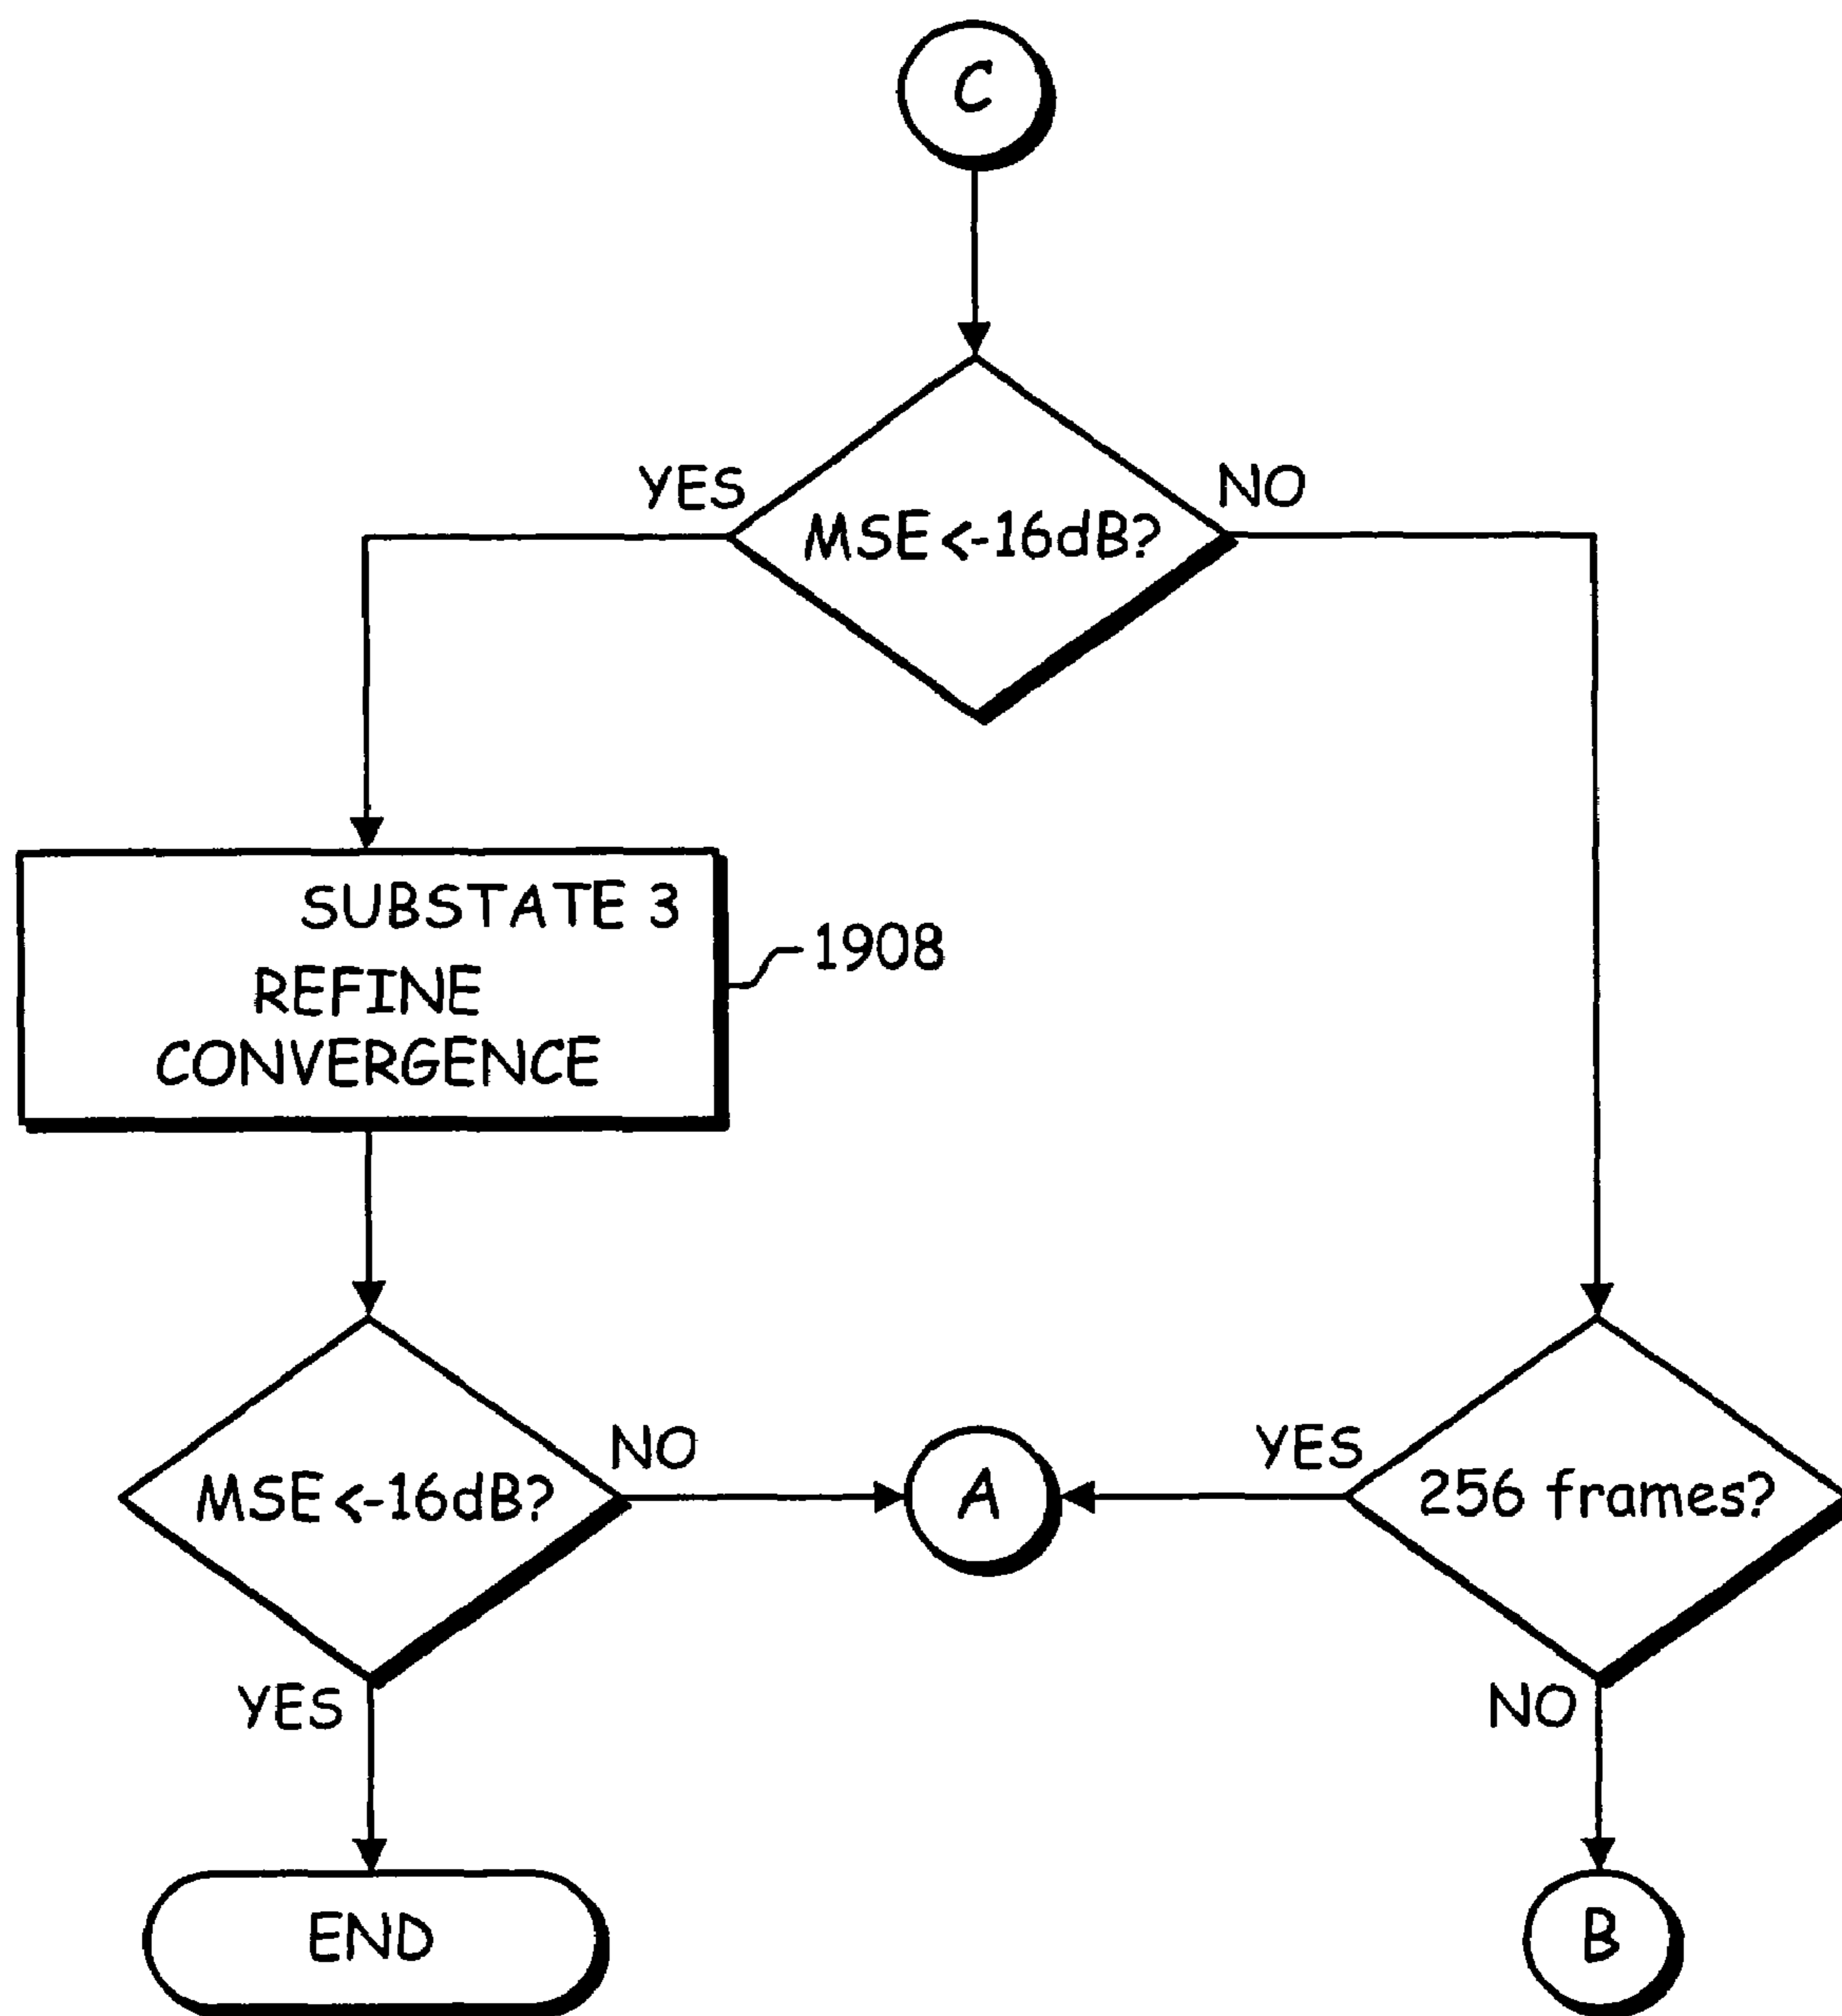 C
YES
NO
MSE <-16dB?
SUBSTATE 3
REFINE
CONVERGENCE
1908
NO
YES
MSE <-16dB?
A
256 frames?
YES
NO
END
B